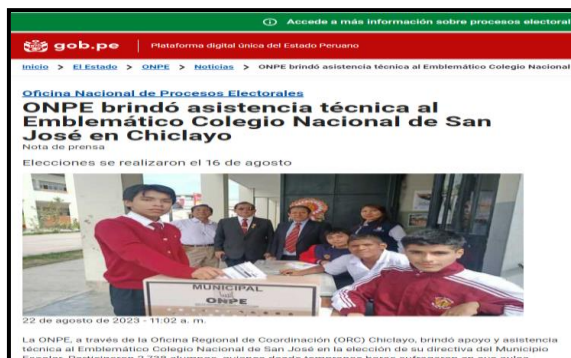 Accede a más información sobre procesos electoral
gob.pe | Plataforma digital única del Estado Peruano
Inicio > El Estado > ONPE > Noticias > ONPE brindó asistencia técnica al Emblemático Colegio Nacional
Oficina Nacional de Procesos Electorales
ONPE brindó asistencia técnica al
Emblemático Colegio Nacional de San
José en Chiclayo
Nota de prensa
Elecciones se realizaron el 16 de agosto
MUNICIPAL
ONPE
22 de agosto de 2023 - 11:02 a. m.
La ONPE, a través de la Oficina Regional de Coordinación (ORC) Chiclayo, brindó apoyo y asistencia
técnica al Emblemático Colegio Nacional de San José en la elección de su directiva del Municipio